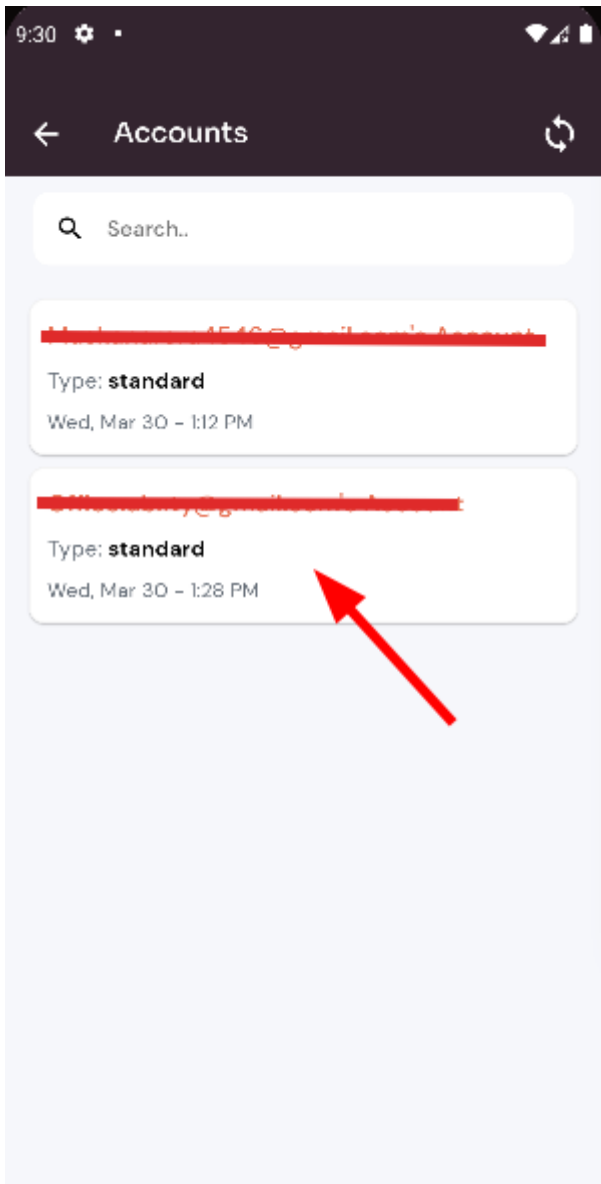 9:30
Accounts
Search..
Type: standard
Wed, Mar 30 - 1:12 PM
Type: standard
Wed, Mar 30 - 1:28 PM